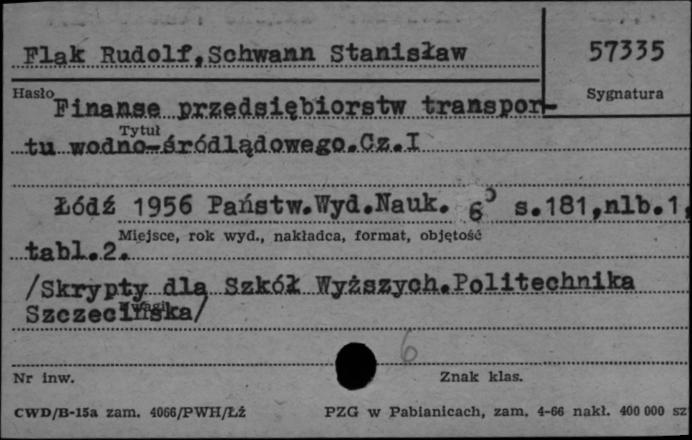 Flak Rudolf,Schwann Stanisław
57335
Hasło
Sygnatura
Finanse przedsiębiorstw transpor-
Tytuł
tu wodno-śródlądowego.Cz.I
Łódź 1956 Państw.Wyd.Nauk. s.181,nlb.1,
Miejsce, rok wyd., nakładca, format, objętość
tabl.2.
/Skrypty dla Szkół Wyższych.Politechnika
Uwagi
Szczecińska/
6
Nr inw.
Znak klas.
CWD/B-15a zam. 4066/PWH/Łź
PZG w Pabianicach, zam. 4-66 nakł. 400 000 sz